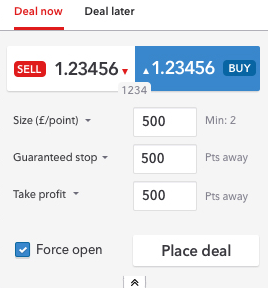 Deal now Deal later
SELL 1.23456 1.23456 BUY
1234
Size (£/point) 500 Min: 2
Guaranteed stop 500 Pts away
Take profit 500 Pts away
Force open Place deal